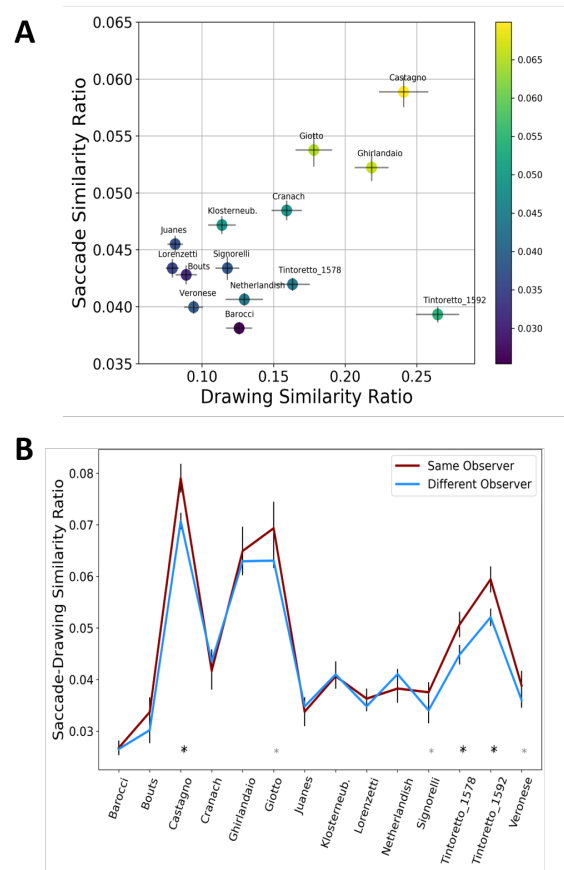 A
0.065
0.060
0.055
0.050
0.045
0.040
0.035
Saccade Similarity Ratio
Castagno
Giotto
Ghirlandaio
Cranach
Klosterneub.
Juanes
Lorenzetti
Signorelli
Bouts
Tintoretto_1578
Veronese
Netherlandish
Tintoretto_1592
Barocci
0.10 0.15 0.20 0.25
Drawing Similarity Ratio
0.065
0.060
0.055
0.050
0.045
0.040
0.035
0.030
B
Same Observer
Different Observer
0.08
0.07
0.06
0.05
0.04
0.03
Saccade-Drawing Similarity Ratio
* * * * * *
Barocci
Bouts
Castagno
Cranach
Ghirlandaio
Giotto
Juanes
Klosterneub.
Lorenzetti
Netherlandish
Signorelli
Tintoretto_1578
Tintoretto_1592
Veronese